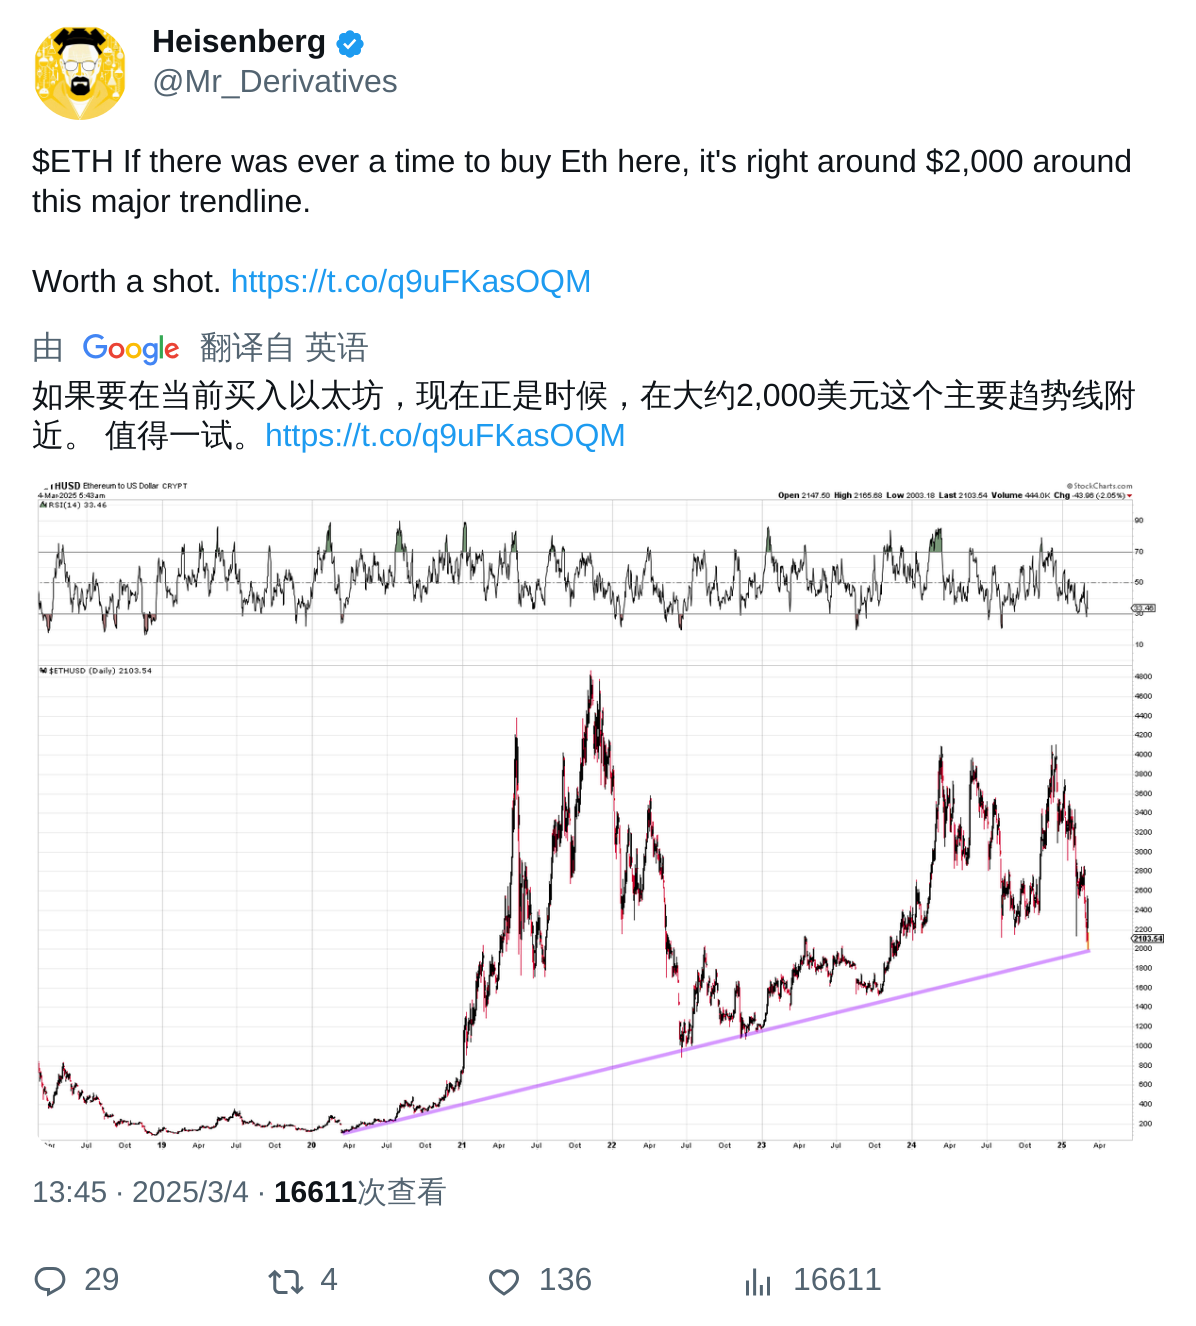 Heisenberg
@Mr_Derivatives
$ETH If there was ever a time to buy Eth here, it's right around $2,000 around
this major trendline.
Worth a shot. https://t.co/q9uFKasOQM
由 Google 翻译自 英语
如果要在当前买入以太坊，现在正是时候，在大约2,000美元这个主要趋势线附
近。 值得一试。https://t.co/q9uFKasOQM
HUSD Ethereum to US Dollar CRYPT
© StockCharts.com
4-Mar-2025 5:43am
Open 2147.50 High 2165.68 Low 2003.18 Last 2103.54 Volume 444.0K Chg -43.96 (-2.05%)
RSI(14) 33.46
90
70
50
33.46
30
10
$ETHUSD (Daily) 2103.54
4800
4600
4400
4200
4000
3800
3600
3400
3200
3000
2800
2600
2400
2200
2103.54
2000
1800
1600
1400
1200
1000
800
600
400
200
Jul Oct 19 Apr Jul Oct 20 Apr Jul Oct 21 Apr Jul Oct 22 Apr Jul Oct 23 Apr Jul Oct 24 Apr Jul Oct 25 Apr
13:45 · 2025/3/4 · 16611次查看
29 4 136 16611